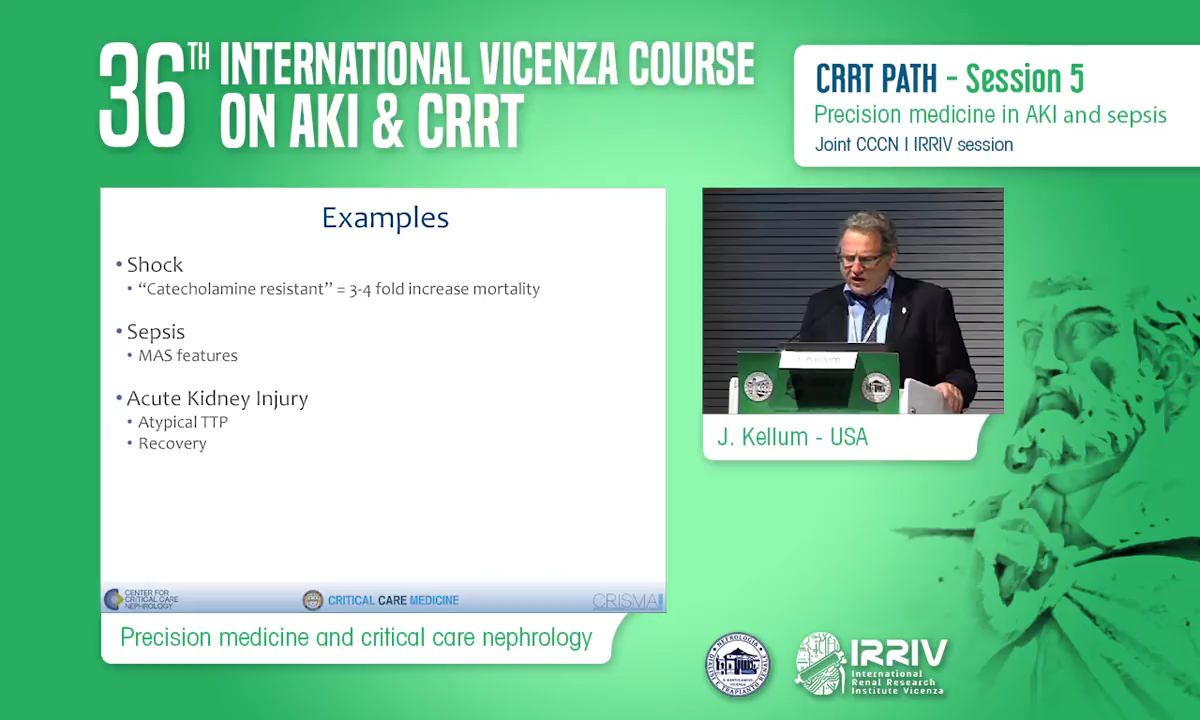 36TH INTERNATIONAL VICENZA COURSE
ON AKI & CRRT
CRRT PATH - Session 5
Precision medicine in AKI and sepsis
Joint CCCN | IRRIV session
Examples
• Shock
• “Catecholamine resistant” = 3-4 fold increase mortality
• Sepsis
• MAS features
• Acute Kidney Injury
• Atypical TTP
• Recovery
CENTER FOR
CRITICAL CARE
NEPHROLOGY
CRITICAL CARE MEDICINE
CRISMA
Precision medicine and critical care nephrology
J. Kellum - USA
NEFROLOGIA
IRRIV
International
Renal Research
Institute Vicenza